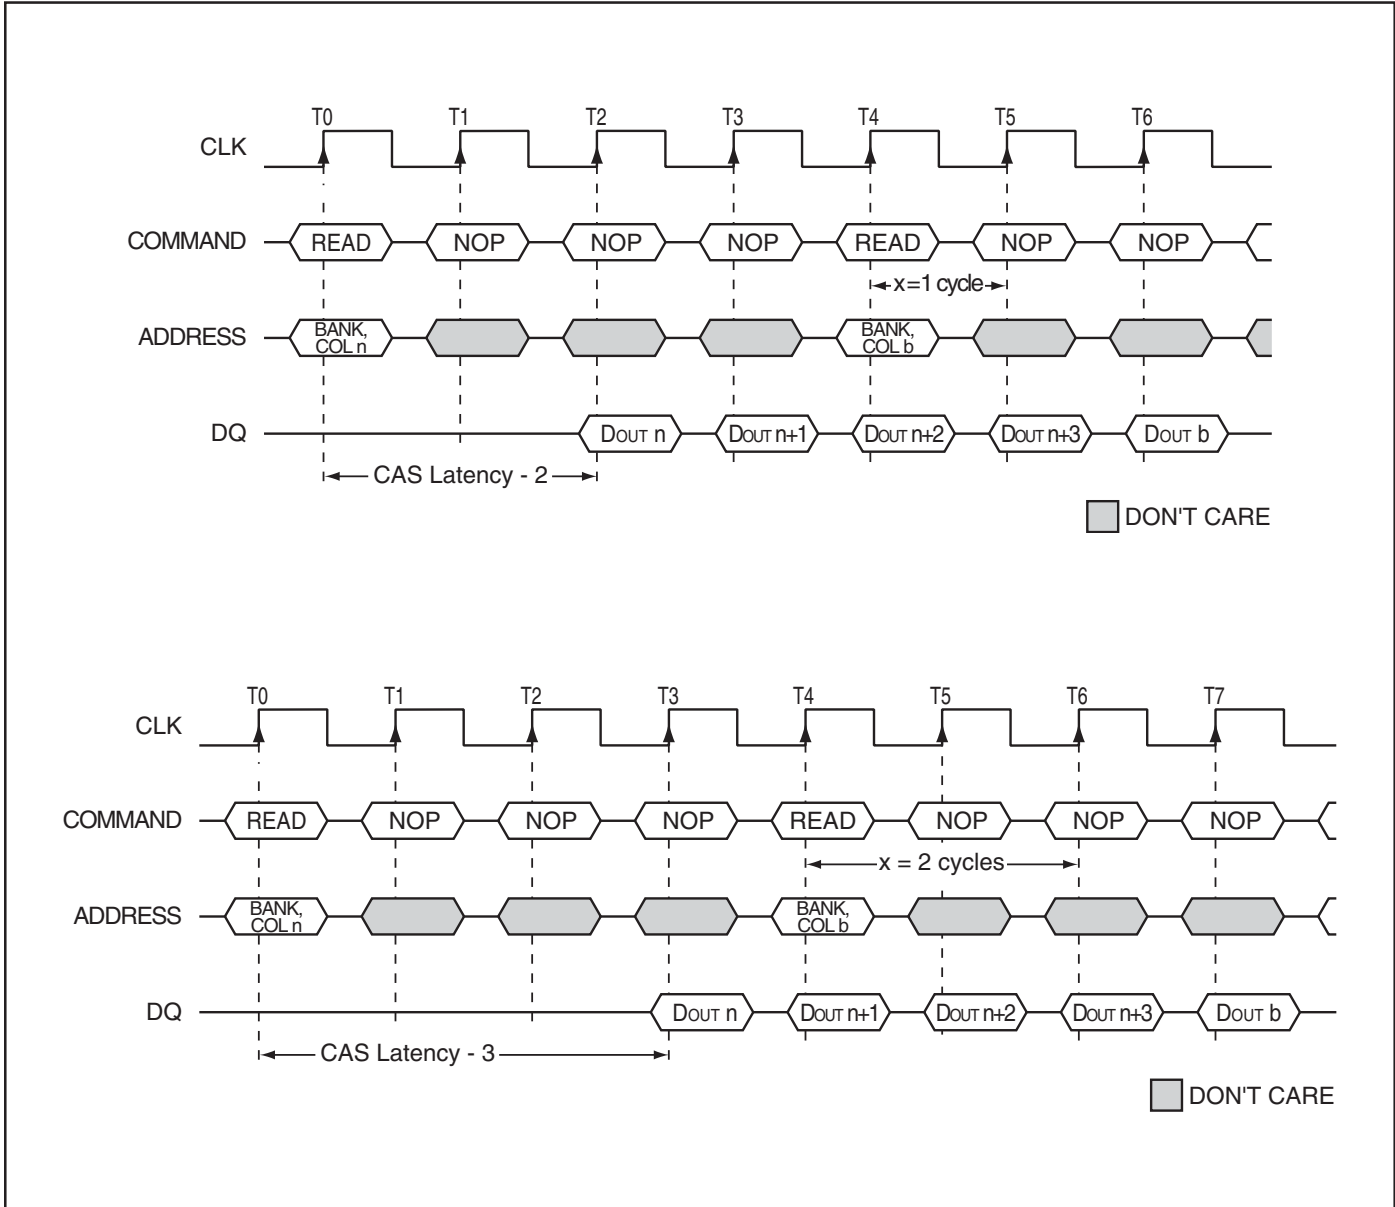 T0 T1 T2 T3 T4 T5 T6
CLK
COMMAND READ NOP NOP NOP READ NOP NOP
x=1 cycle
ADDRESS BANK, COL n BANK, COL b
DQ DOUT n DOUT n+1 DOUT n+2 DOUT n+3 DOUT b
CAS Latency - 2
DON'T CARE
T0 T1 T2 T3 T4 T5 T6 T7
CLK
COMMAND READ NOP NOP NOP READ NOP NOP NOP
x = 2 cycles
ADDRESS BANK, COL n BANK, COL b
DQ DOUT n DOUT n+1 DOUT n+2 DOUT n+3 DOUT b
CAS Latency - 3
DON'T CARE